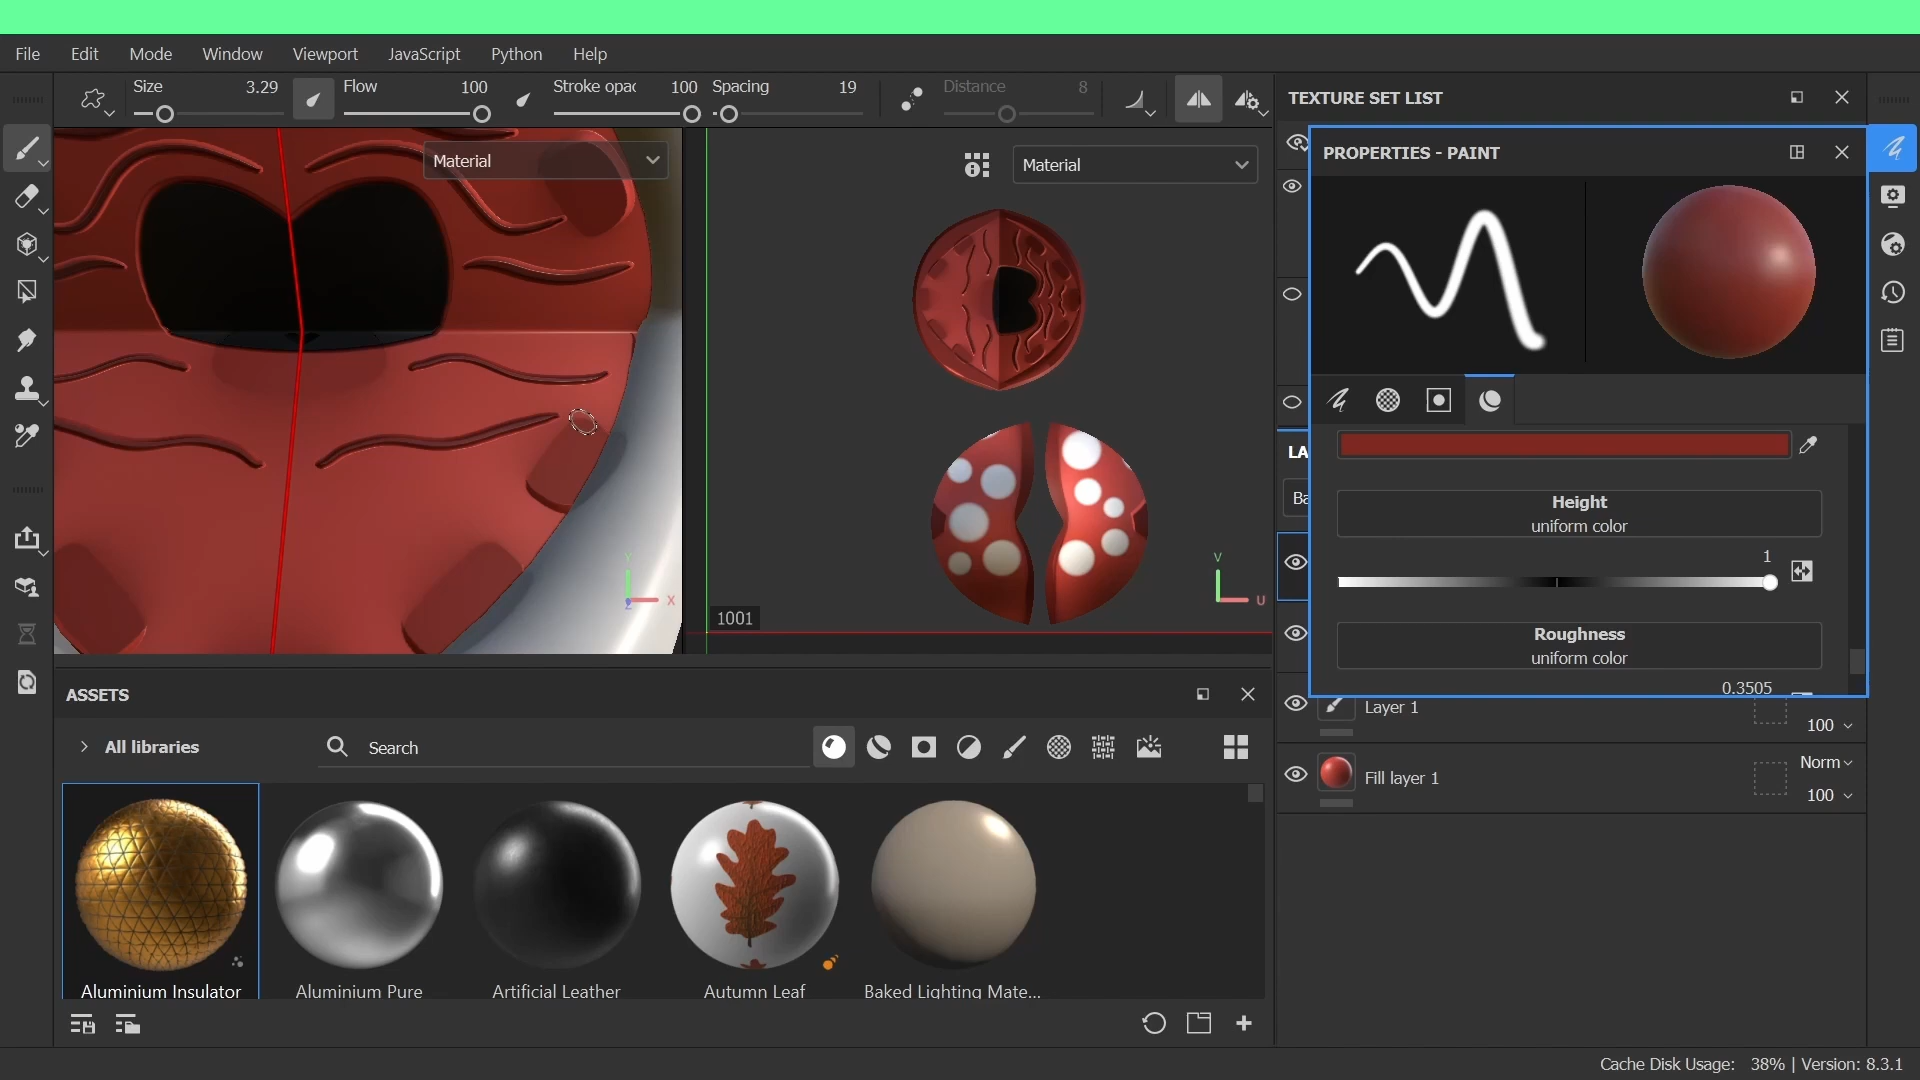 File Edit Mode Window Viewport JavaScript Python Help
Size 3.29 Flow 100 Stroke opac 100 Spacing 19 Distance 8
TEXTURE SET LIST
Material
Material
PROPERTIES - PAINT
Height
uniform color
1
Roughness
uniform color
0.3505
LA
Ba
Y
X
V
U
Z
1001
Layer 1
100
Fill layer 1
Norm
100
ASSETS
All libraries
Search
Aluminium Insulator
Aluminium Pure
Artificial Leather
Autumn Leaf
Baked Lighting Mate...
Cache Disk Usage: 38% | Version: 8.3.1